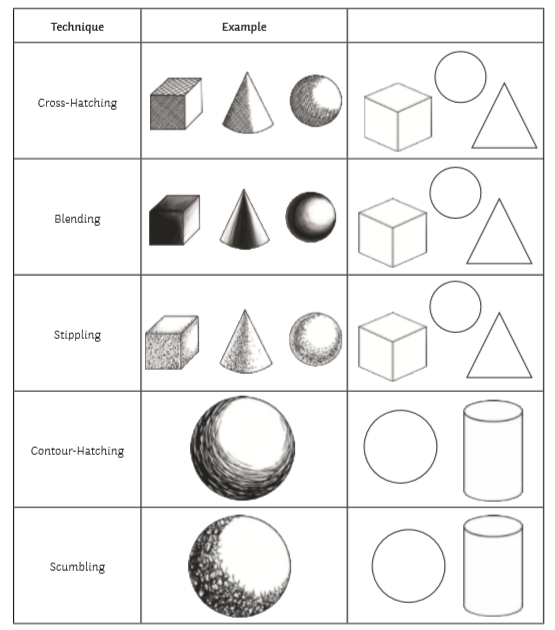 Technique
Example
Cross-Hatching
Blending
Stippling
Contour-Hatching
Scumbling